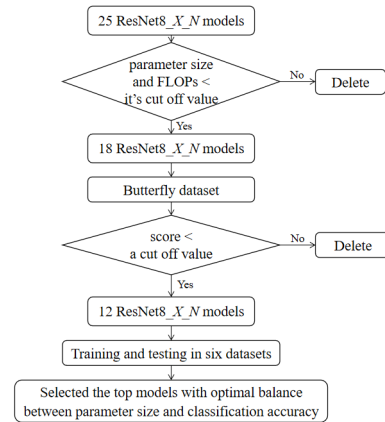 25 ResNet8_X_N models
parameter size
and FLOPs <
it's cut off value
No
Delete
Yes
18 ResNet8_X_N models
Butterfly dataset
score <
a cut off value
No
Delete
Yes
12 ResNet8_X_N models
Training and testing in six datasets
Selected the top models with optimal balance
between parameter size and classification accuracy